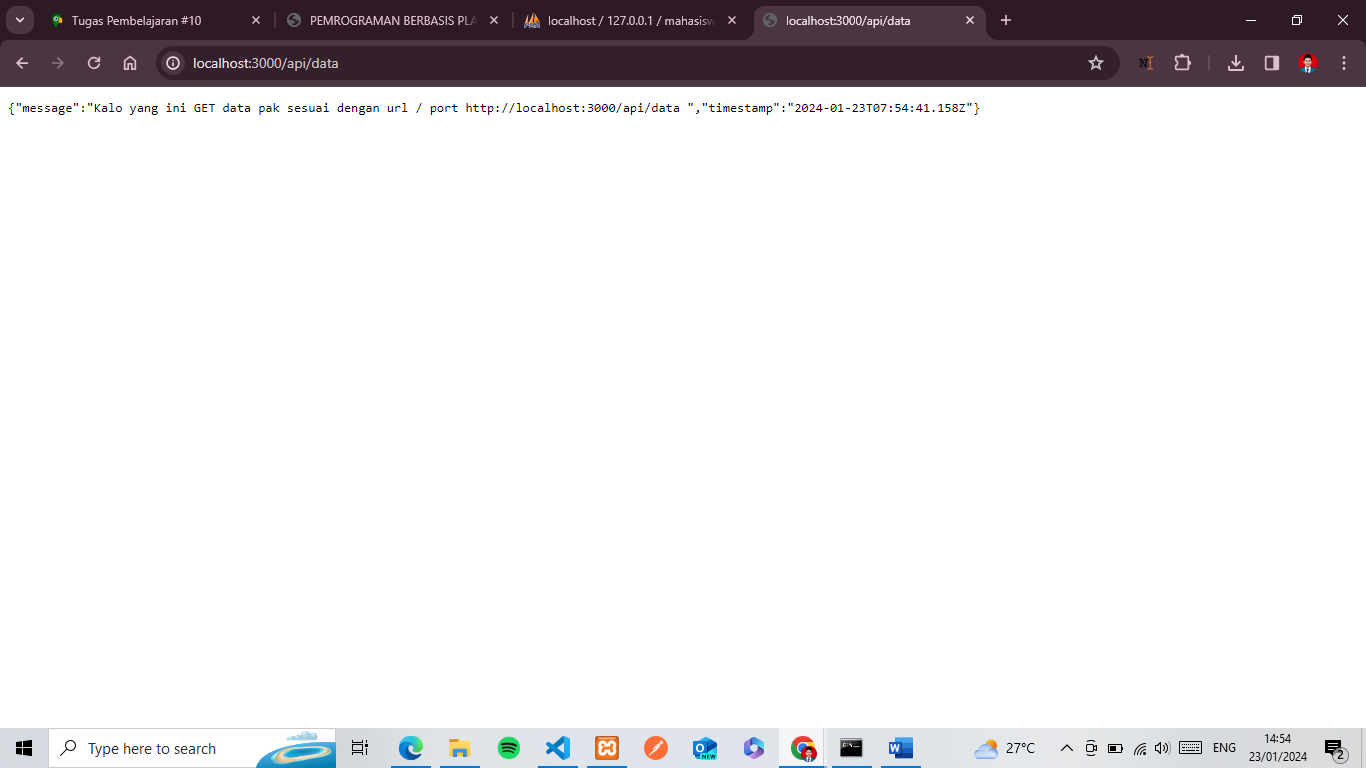 Tugas Pembelajaran #10
PEMROGRAMAN BERBASIS PLA
localhost / 127.0.0.1 / mahasisw
localhost:3000/api/data
localhost:3000/api/data
{"message":"Kalo yang ini GET data pak sesuai dengan url / port http://localhost:3000/api/data ","timestamp":"2024-01-23T07:54:41.158Z"}
Type here to search
NEW
27°C
ENG
14:54
23/01/2024
2